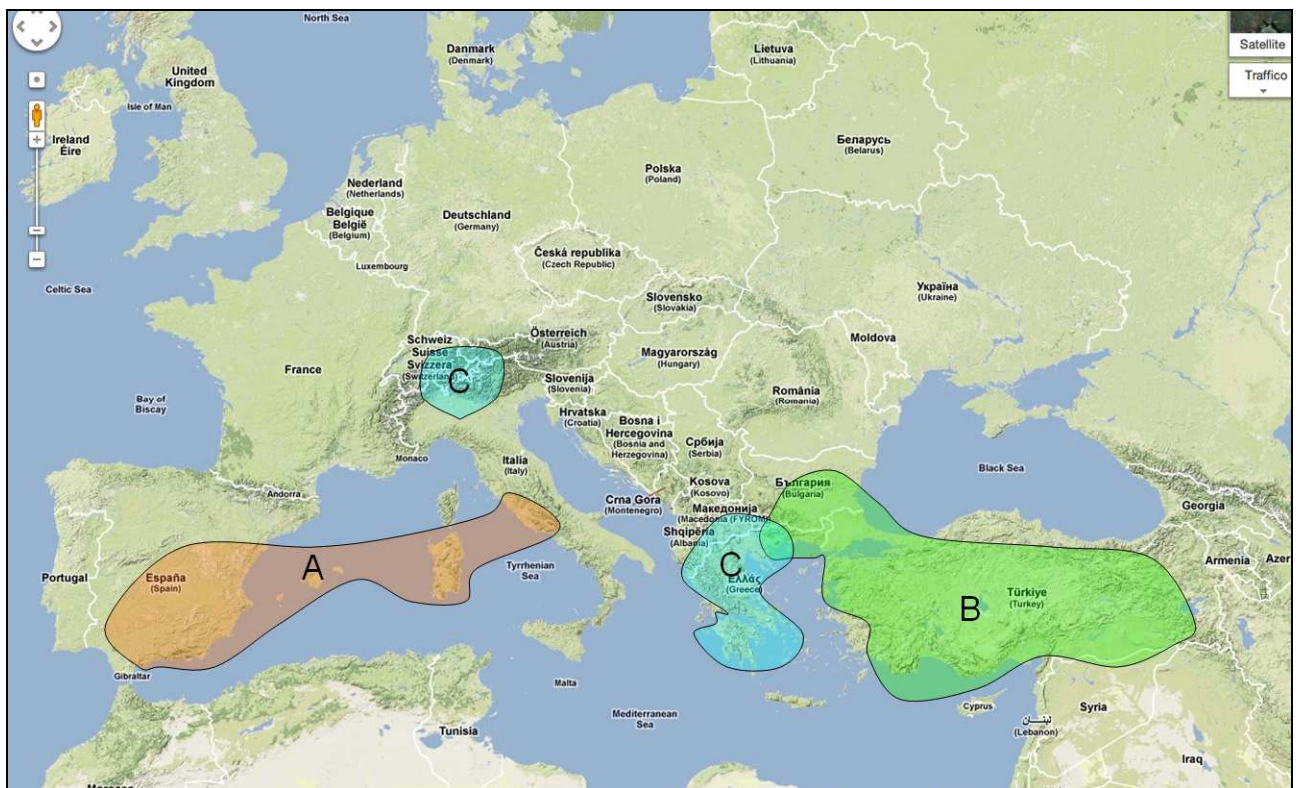 North Sea
Danmark
(Denmark)
Lietuva
(Lithuania)
Satellite
Traffico
United
Kingdom
Isle of Man
Ireland
Éire
Беларусь
(Belarus)
Polska
(Poland)
Nederland
(Netherlands)
Belgique
België
(Belgium)
Deutschland
(Germany)
Česká republika
(Czech Republic)
Luxembourg
Celtic Sea
Україна
(Ukraine)
Slovensko
(Slovakia)
Österreich
(Austria)
Moldova
Schweiz
Suisse
Svizzera
(Switzerland)
Magyarország
(Hungary)
France
C
Slovenija
(Slovenia)
România
(Romania)
Bay of
Biscay
Hrvatska
(Croatia)
Bosna i
Hercegovina
(Bosnia and
Herzegovina)
Србија
(Serbia)
Monaco
Italia
(Italy)
Black Sea
Andorra
Kosova
(Kosovo)
България
(Bulgaria)
Crna Gora
(Montenegro)
Македонија
(Macedonia (FYROM)
Georgia
Shqipëria
(Albania)
Armenia
Azer
Portugal
España
(Spain)
A
Tyrrhenian
Sea
C
Ελλάς
(Greece)
B
Türkiye
(Turkey)
Gibraltar
Malta
Mediterranean
Sea
Cyprus
Syria
لبنان
(Lebanon)
Tunisia
Iraq
Morocco